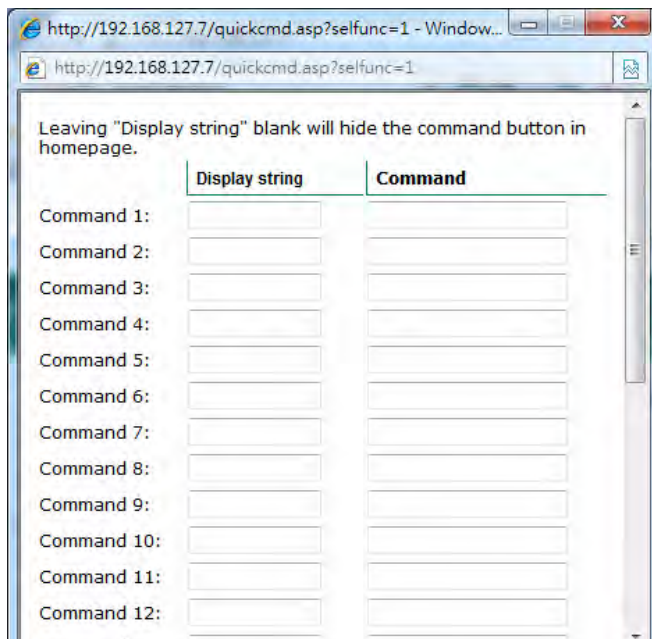 http://192.168.127.7/quickcmd.asp?selfunc=1 - Window...
http://192.168.127.7/quickcmd.asp?selfunc=1
Leaving "Display string" blank will hide the command button in
homepage.
Display string Command
Command 1:
Command 2:
Command 3:
Command 4:
Command 5:
Command 6:
Command 7:
Command 8:
Command 9:
Command 10:
Command 11:
Command 12: